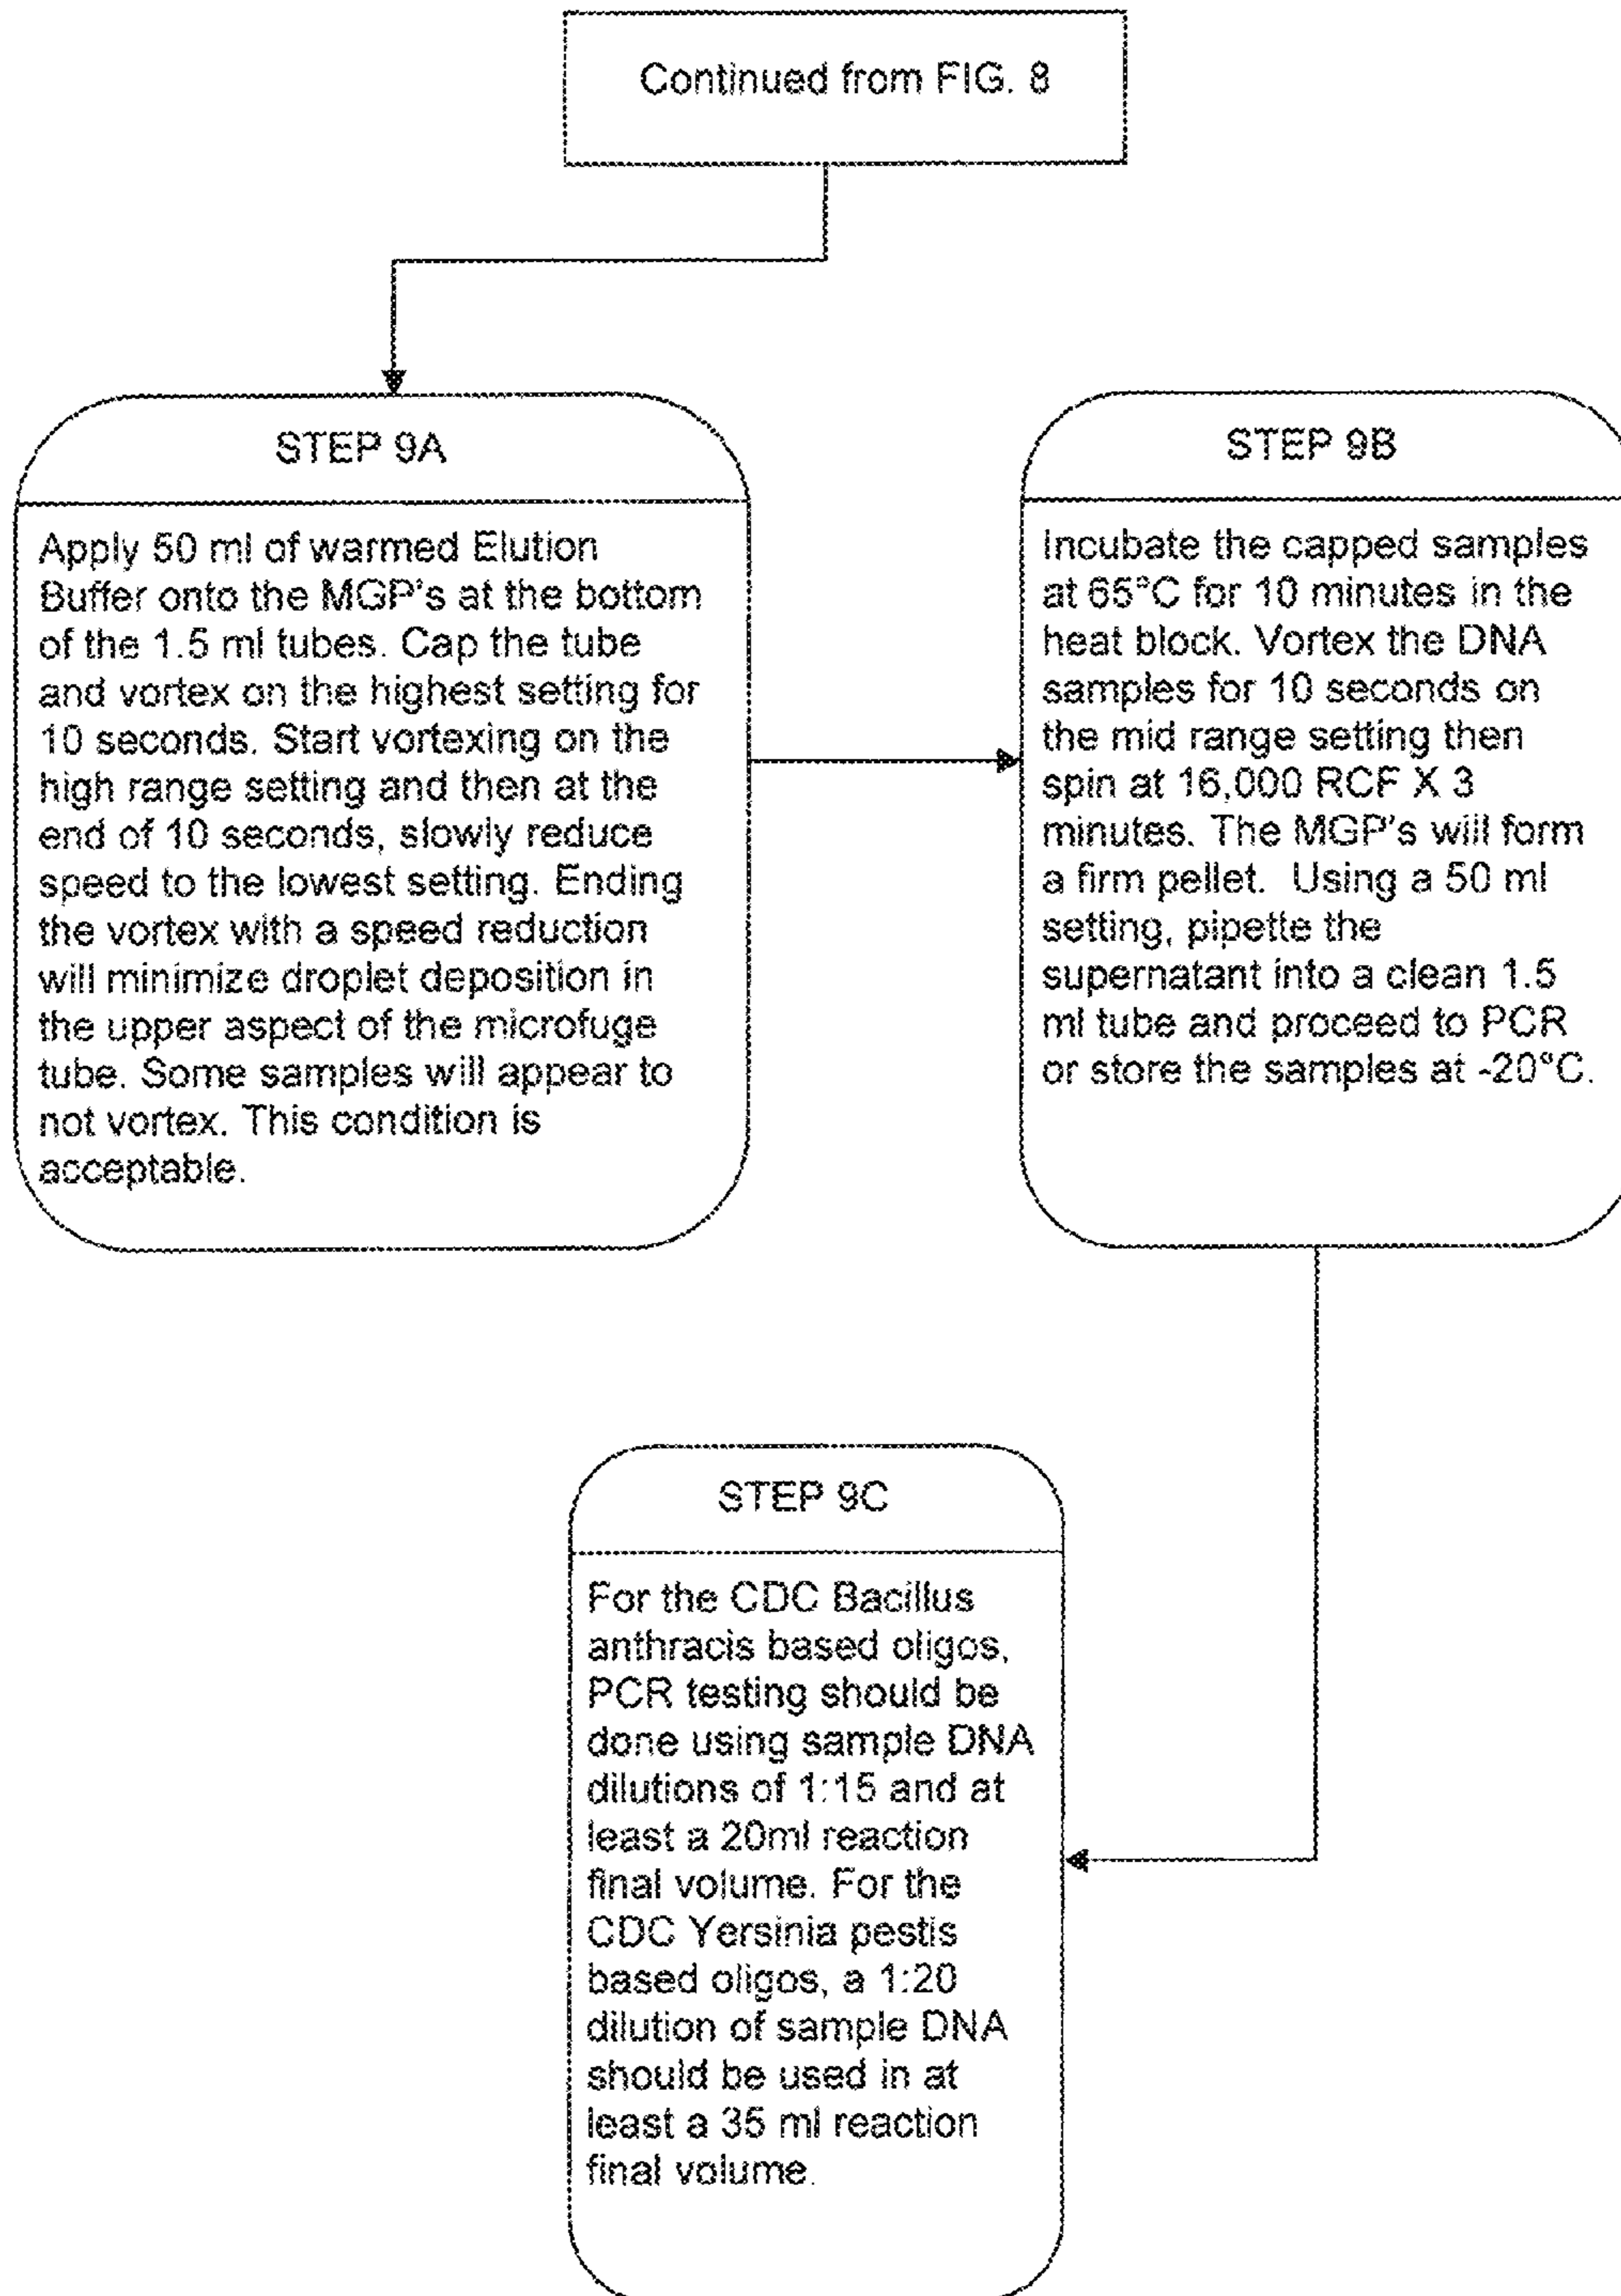 Continued from FIG. 8
STEP 9A
Apply 50 ml of warmed Elution
Buffer onto the MGP's at the bottom
of the 1.5 ml tubes. Cap the tube
and vortex on the highest setting for
10 seconds. Start vortexing on the
high range setting and then at the
end of 10 seconds, slowly reduce
speed to the lowest setting. Ending
the vortex with a speed reduction
will minimize droplet deposition in
the upper aspect of the microfuge
tube. Some samples will appear to
not vortex. This condition is
acceptable.
STEP 9B
Incubate the capped samples
at 65°C for 10 minutes in the
heat block. Vortex the DNA
samples for 10 seconds on
the mid range setting then
spin at 16,000 RCF X 3
minutes. The MGP's will form
a firm pellet. Using a 50 ml
setting, pipette the
supernatant into a clean 1.5
ml tube and proceed to PCR
or store the samples at -20°C.
STEP 9C
For the CDC Bacillus
anthracis based oligos,
PCR testing should be
done using sample DNA
dilutions of 1:15 and at
least a 20ml reaction
final volume. For the
CDC Yersinia pestis
based oligos, a 1:20
dilution of sample DNA
should be used in at
least a 35 ml reaction
final volume.